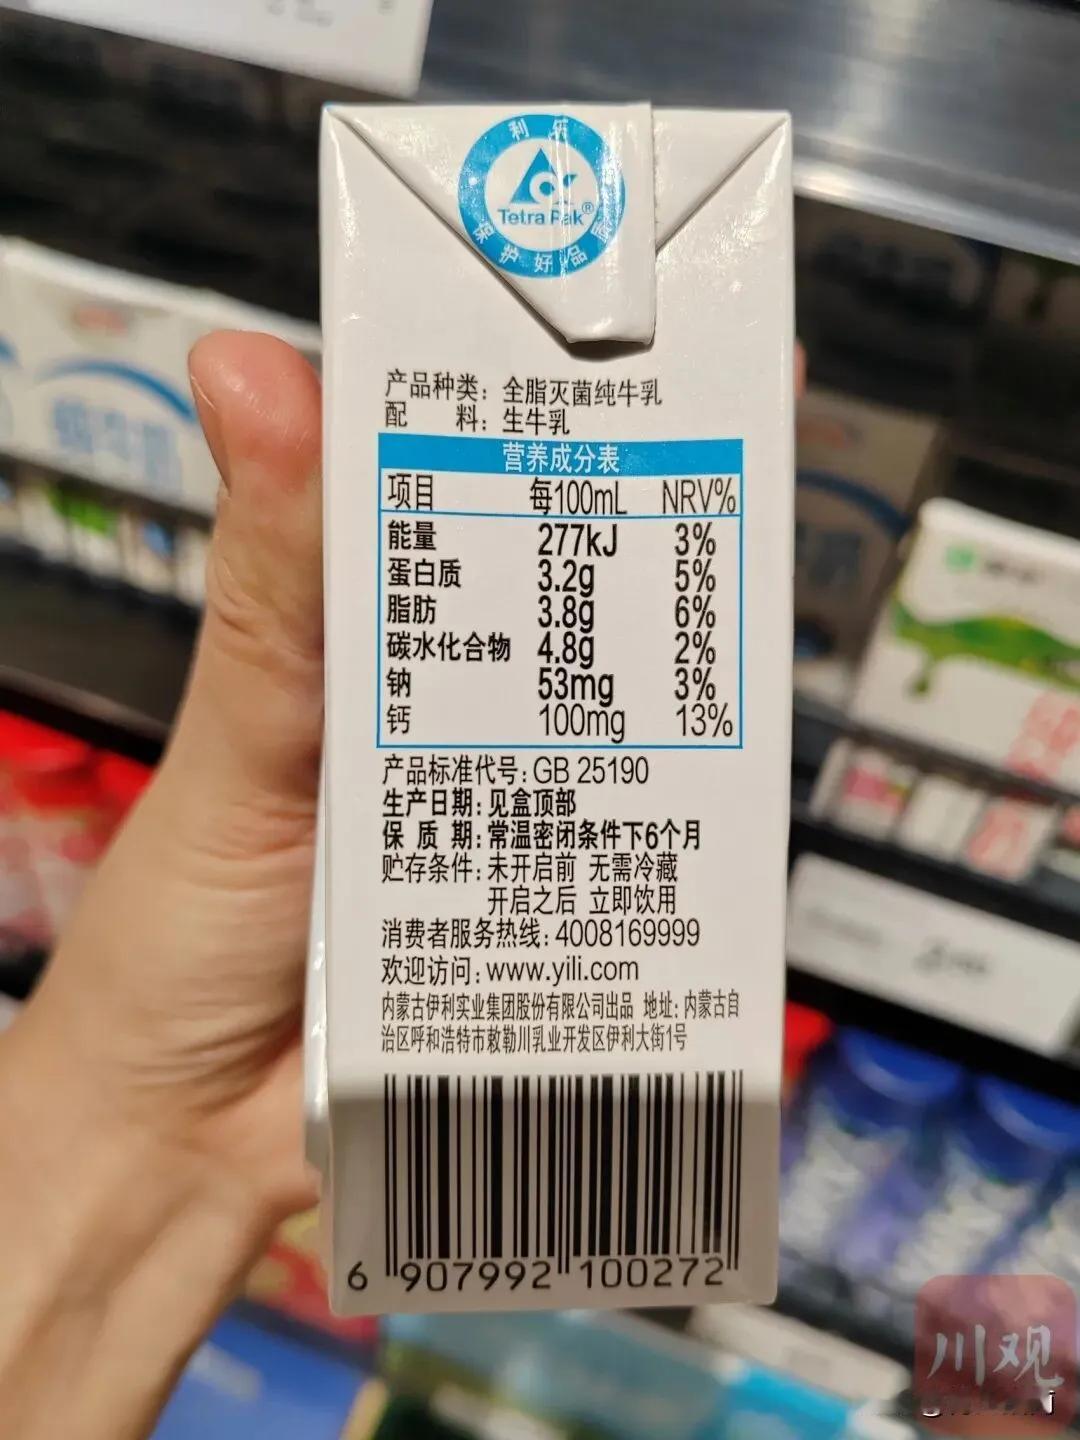 利乐
Tetra Pak®
保护好品质
产品种类：全脂灭菌纯牛乳
配 料：生牛乳
营养成分表
项目 每100mL NRV%
能量 277kJ 3%
蛋白质 3.2g 5%
脂肪 3.8g 6%
碳水化合物 4.8g 2%
钠 53mg 3%
钙 100mg 13%
产品标准代号：GB 25190
生产日期：见盒顶部
保 质 期：常温密闭条件下6个月
贮存条件：未开启前 无需冷藏
开启之后 立即饮用
消费者服务热线：4008169999
欢迎访问：www.yili.com
内蒙古伊利实业集团股份有限公司出品 地址：内蒙古自
治区呼和浩特市敕勒川乳业开发区伊利大街1号
6 907992 100272
川观